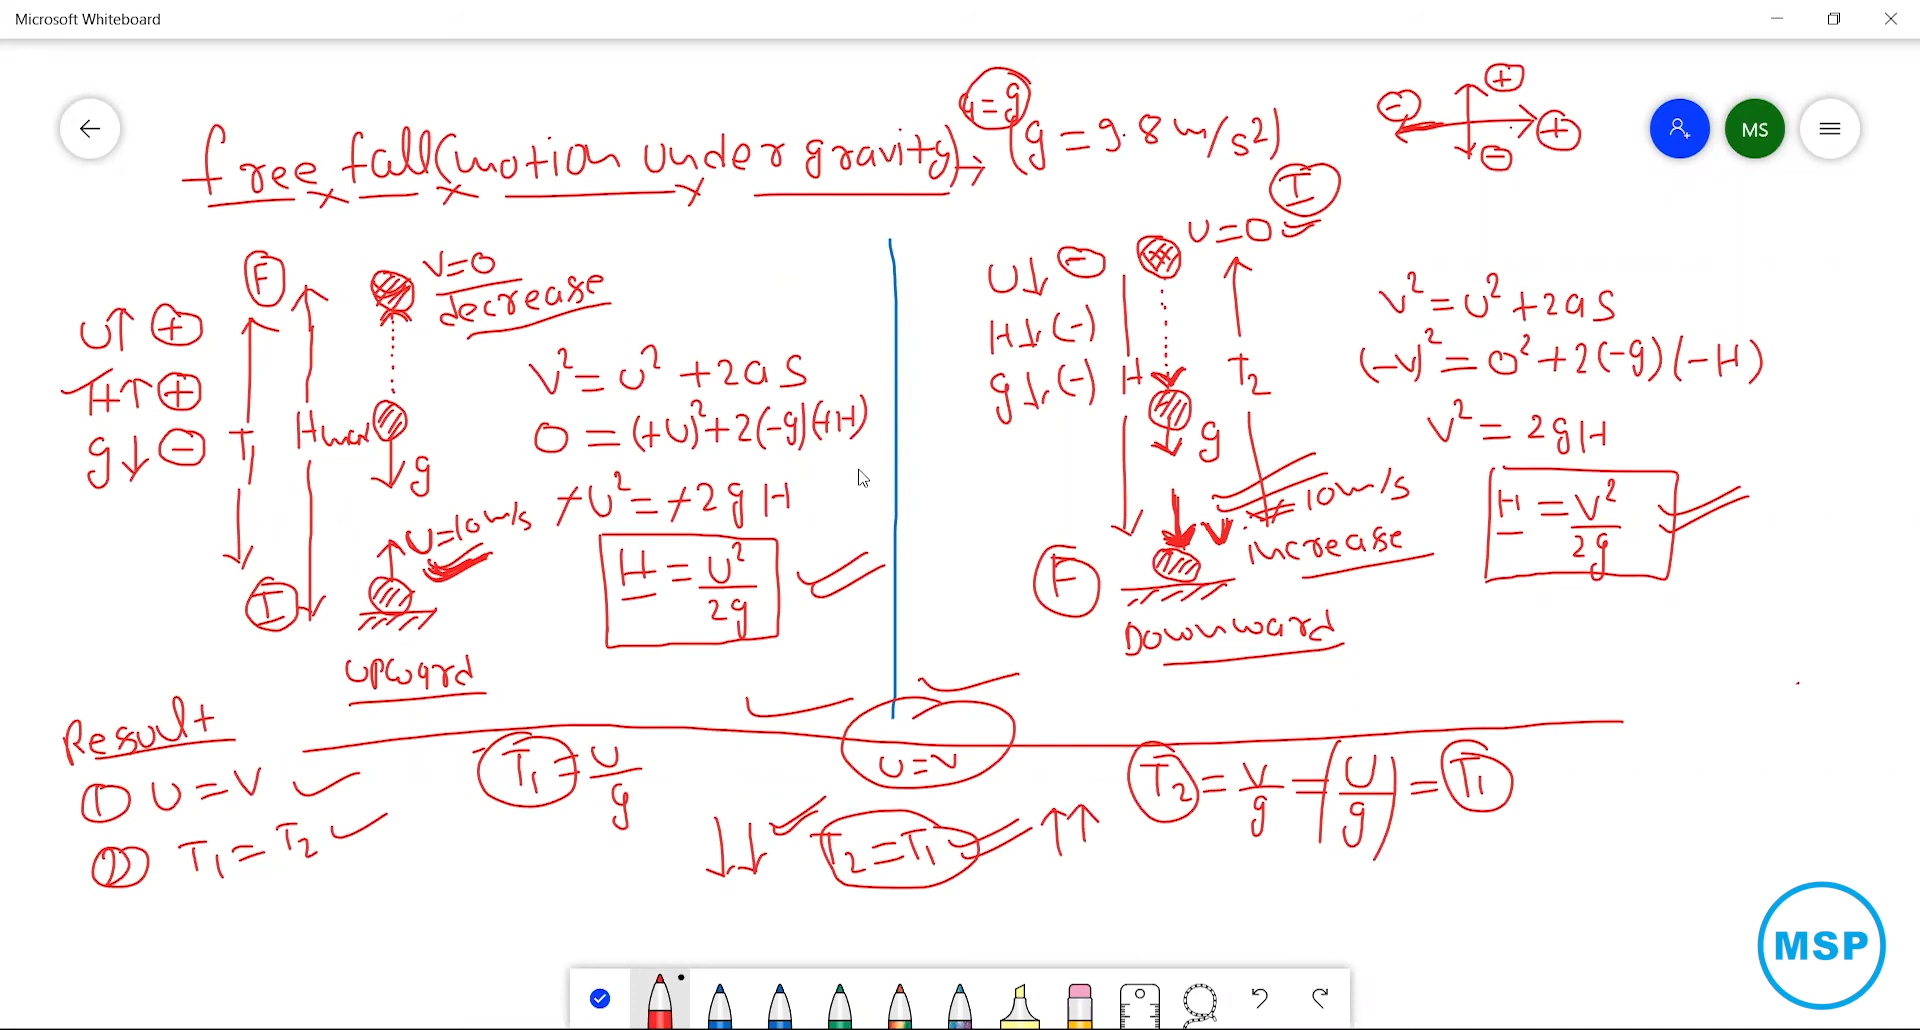 Microsoft Whiteboard
a=g
free fall(motion under gravity)→ (g = 9.8 m/s2)
+
-
+
-
MS
F
V=0
decrease
U↑ +
H↑ +
g↓ -
T1
Hmax
g
U=10m/s
I
upward
V²= U² +2aS
0 = (+U)²+2(-g)(+H)
+U²= +2gH
H = U²/2g
I
U=0
U↓ -
H↓(-)
g↓(-)
H
T2
g
V = 10m/s
increase
F
Downward
V²=U²+2aS
(-V)²= 0²+2(-g)(-H)
V² = 2gH
H = V²/2g
Result
① U=V
② T1=T2
T1 = U/g
U=V
↓↓ T2=T1 ↑↑
T2 = V/g = (U/g) = T1
MSP